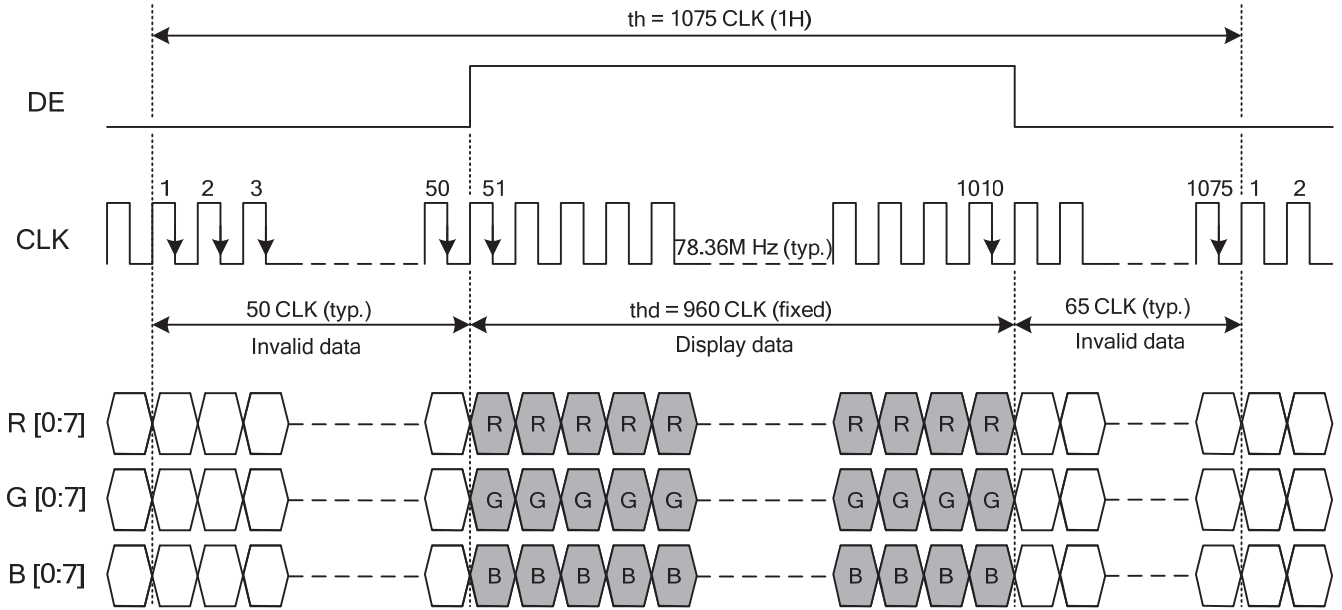 th = 1075 CLK (1H)
DE
1 2 3 50 51 1010 1075 1 2
CLK
78.36M Hz (typ.)
50 CLK (typ.) thd = 960 CLK (fixed) 65 CLK (typ.)
Invalid data Display data Invalid data
R [0:7] R R R R R R R R R
G [0:7] G G G G G G G G G
B [0:7] B B B B B B B B B